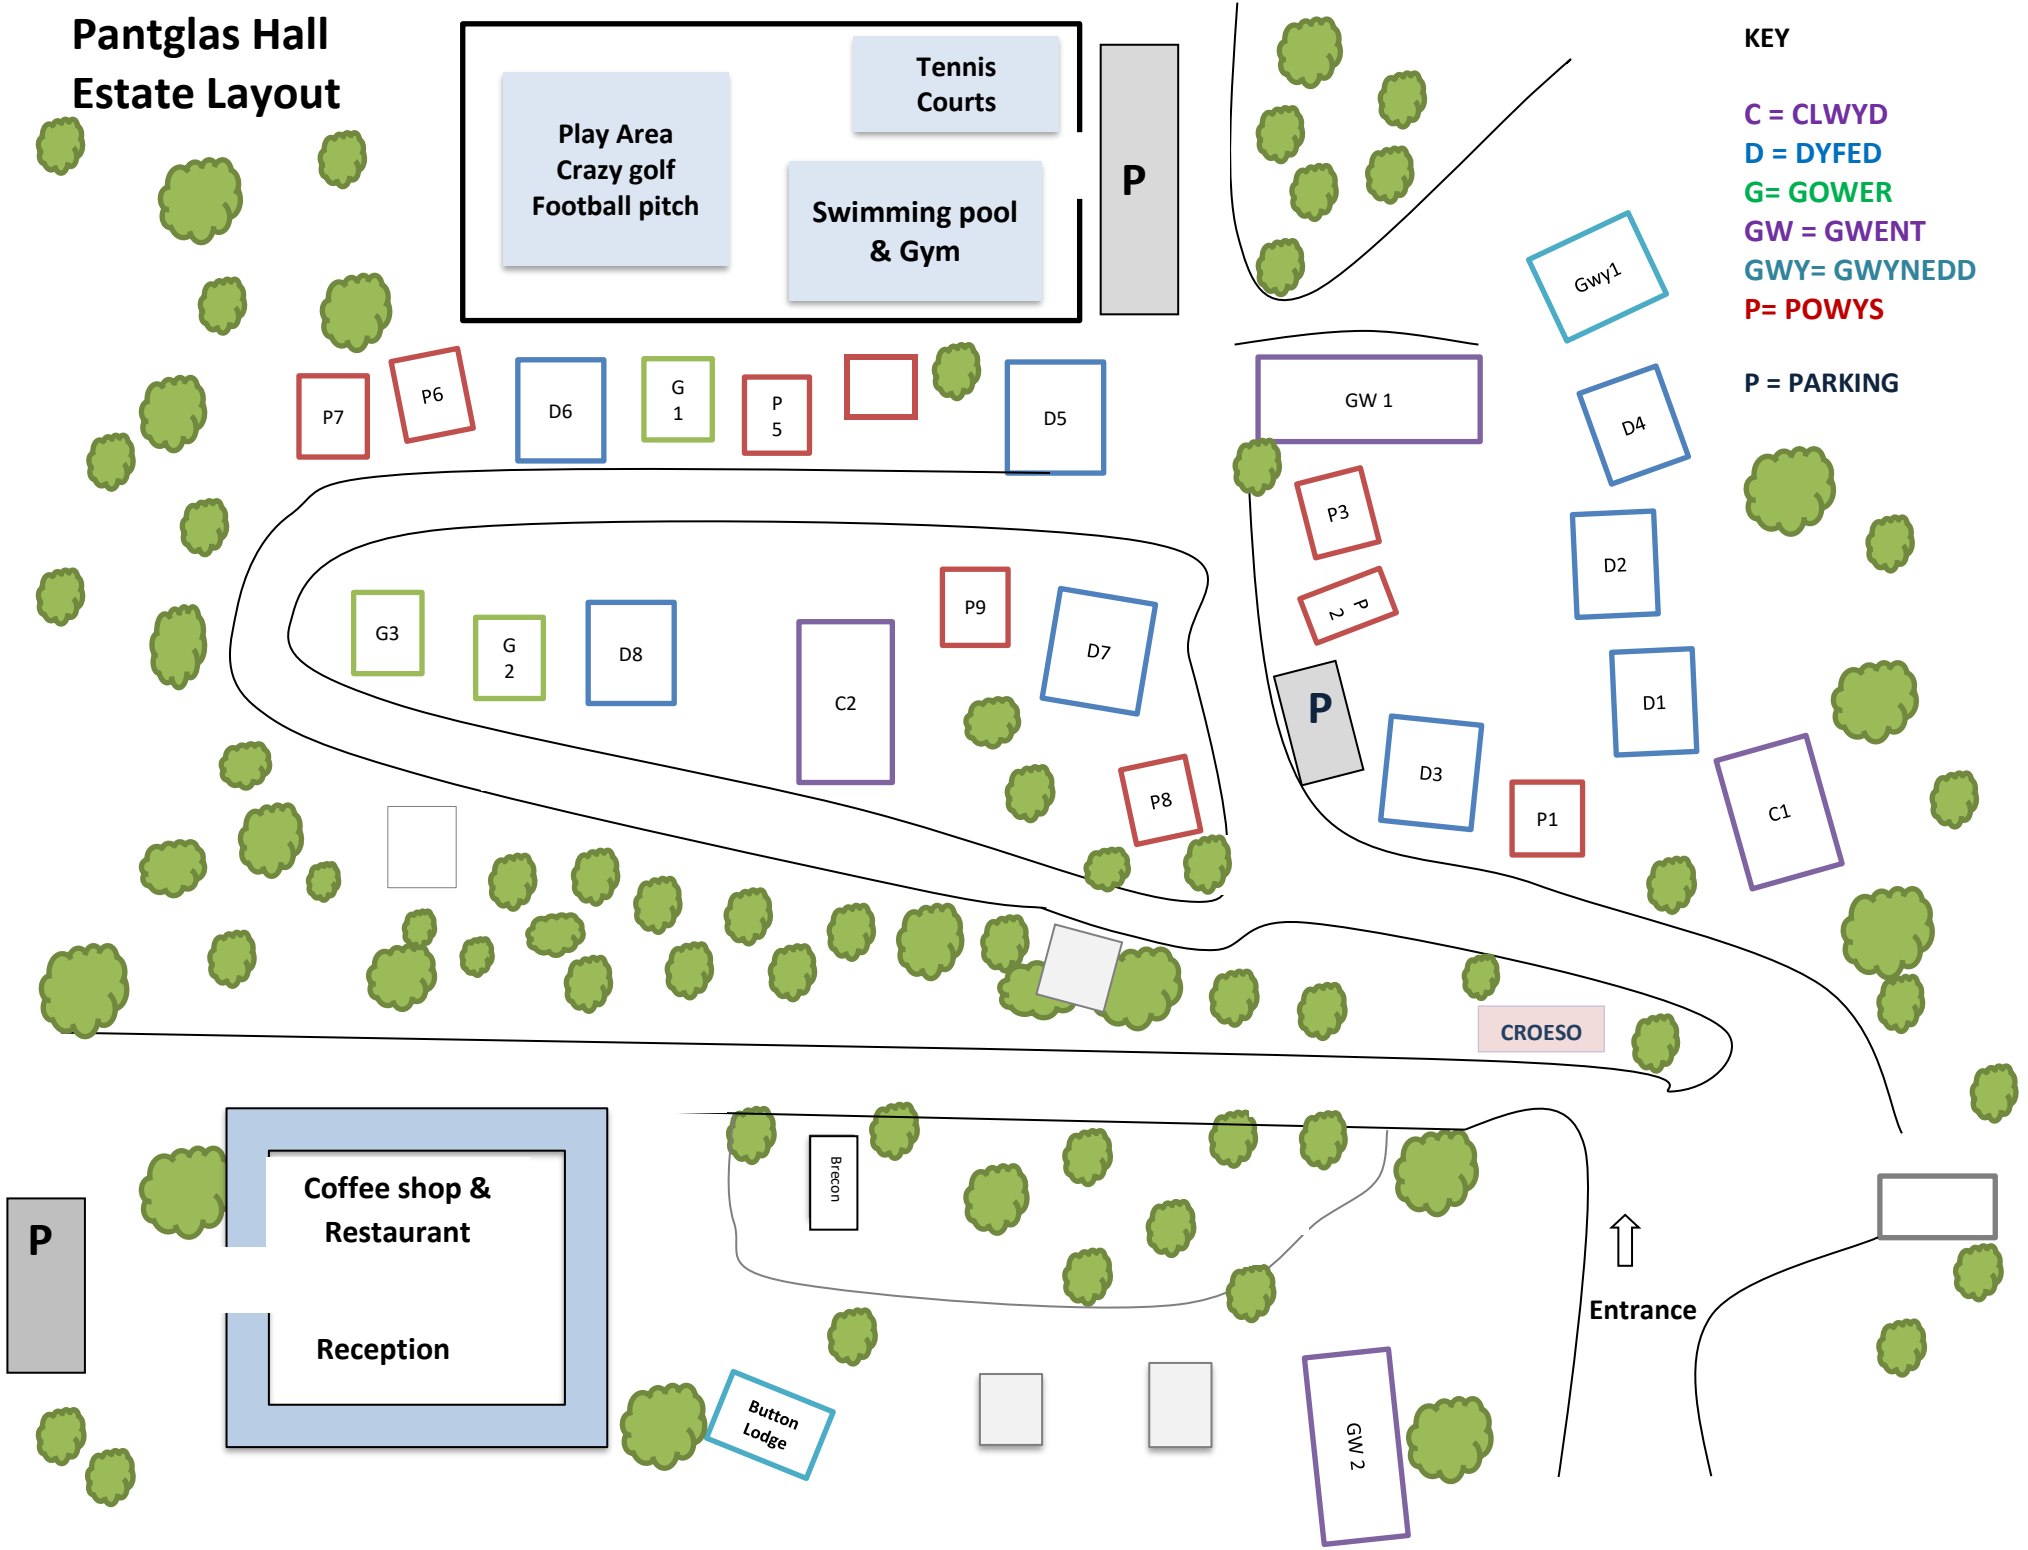 Pantglas Hall
Estate Layout
Play Area
Crazy golf
Football pitch
Tennis
Courts
Swimming pool
& Gym
P
KEY
C = CLWYD
D = DYFED
G= GOWER
GW = GWENT
GWY= GWYNEDD
P= POWYS
P = PARKING
Gwy1
P7
P6
D6
G
1
P
5
D5
GW 1
D4
P3
D2
P
2
G3
G
2
D8
C2
P9
D7
P
D1
D3
P1
C1
P8
CROESO
Brecon
Coffee shop &
Restaurant
Reception
P
Entrance
Button
Lodge
GW 2